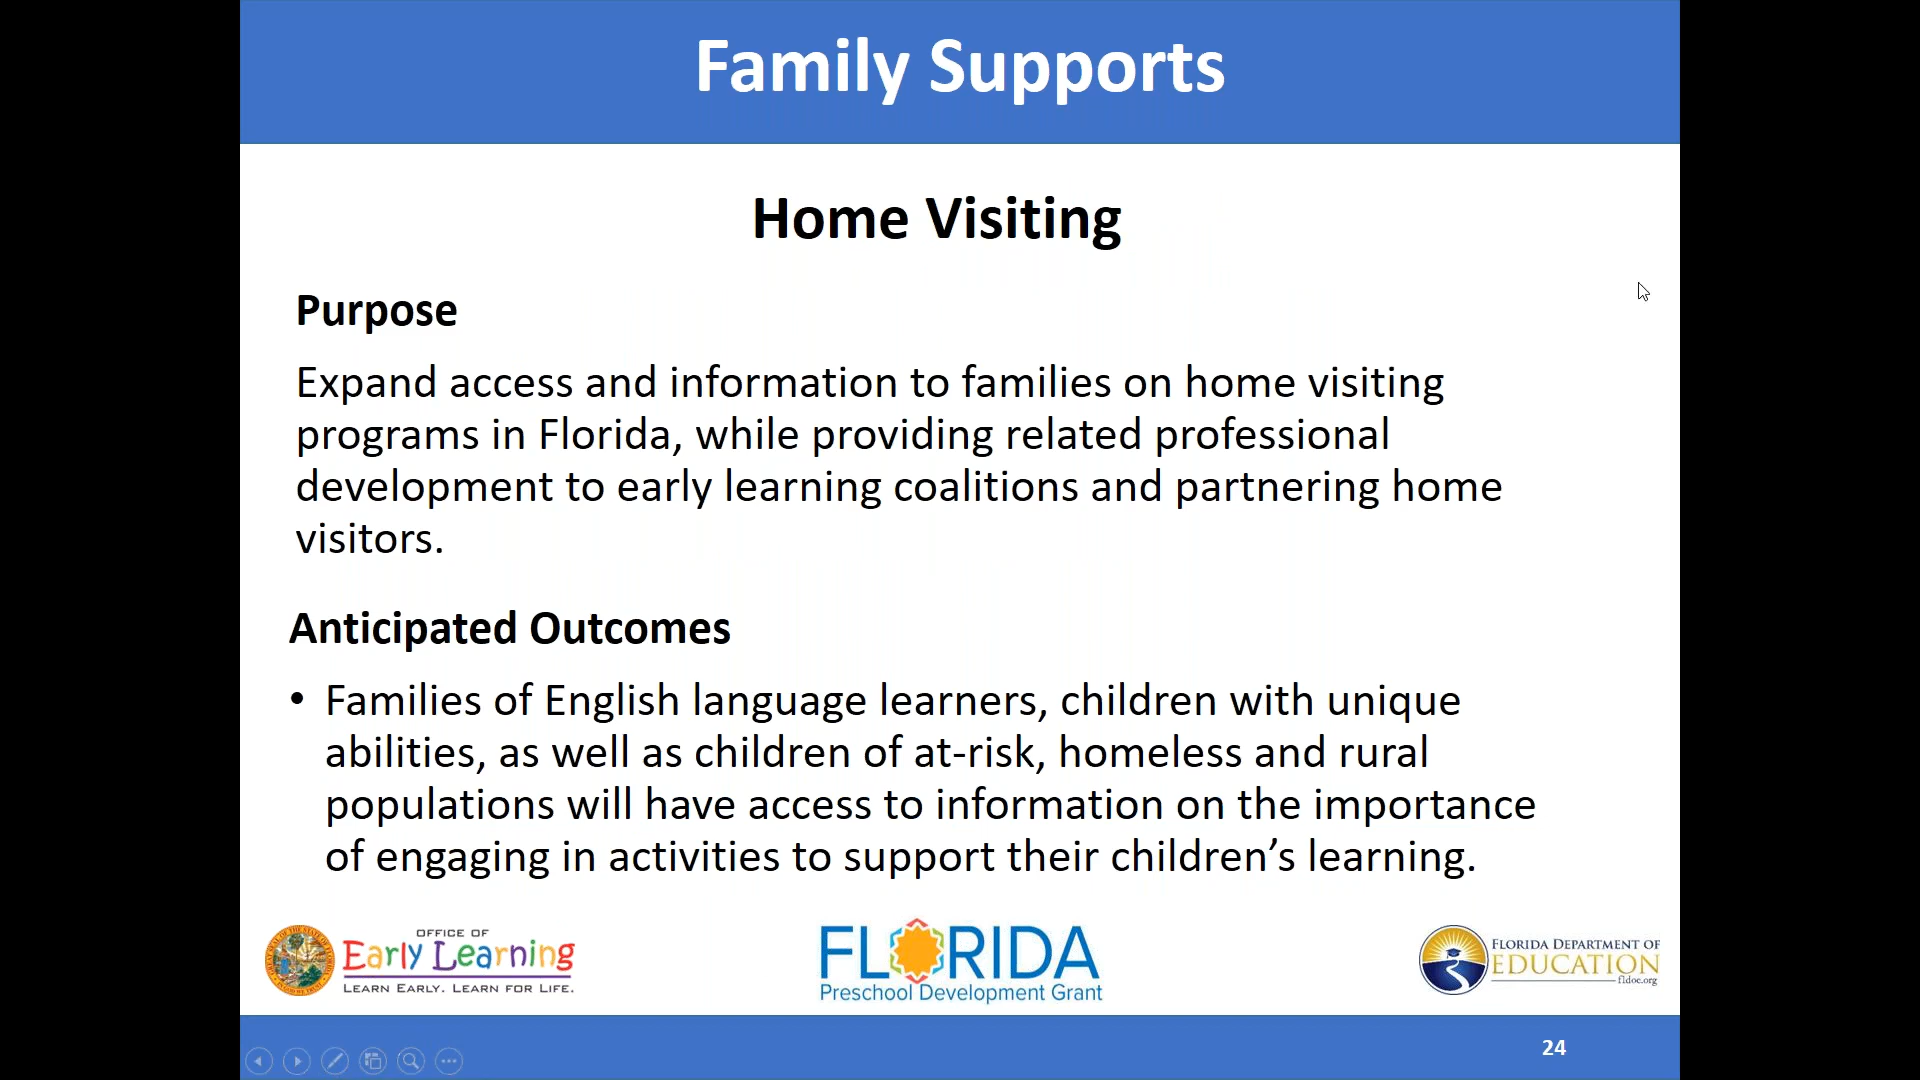 Family Supports
Home Visiting
Purpose
Expand access and information to families on home visiting
programs in Florida, while providing related professional
development to early learning coalitions and partnering home
visitors.
Anticipated Outcomes
• Families of English language learners, children with unique
abilities, as well as children of at-risk, homeless and rural
populations will have access to information on the importance
of engaging in activities to support their children’s learning.
OFFICE OF
Early Learning
LEARN EARLY. LEARN FOR LIFE.
FLORIDA
Preschool Development Grant
FLORIDA DEPARTMENT OF
EDUCATION
fldoe.org
24